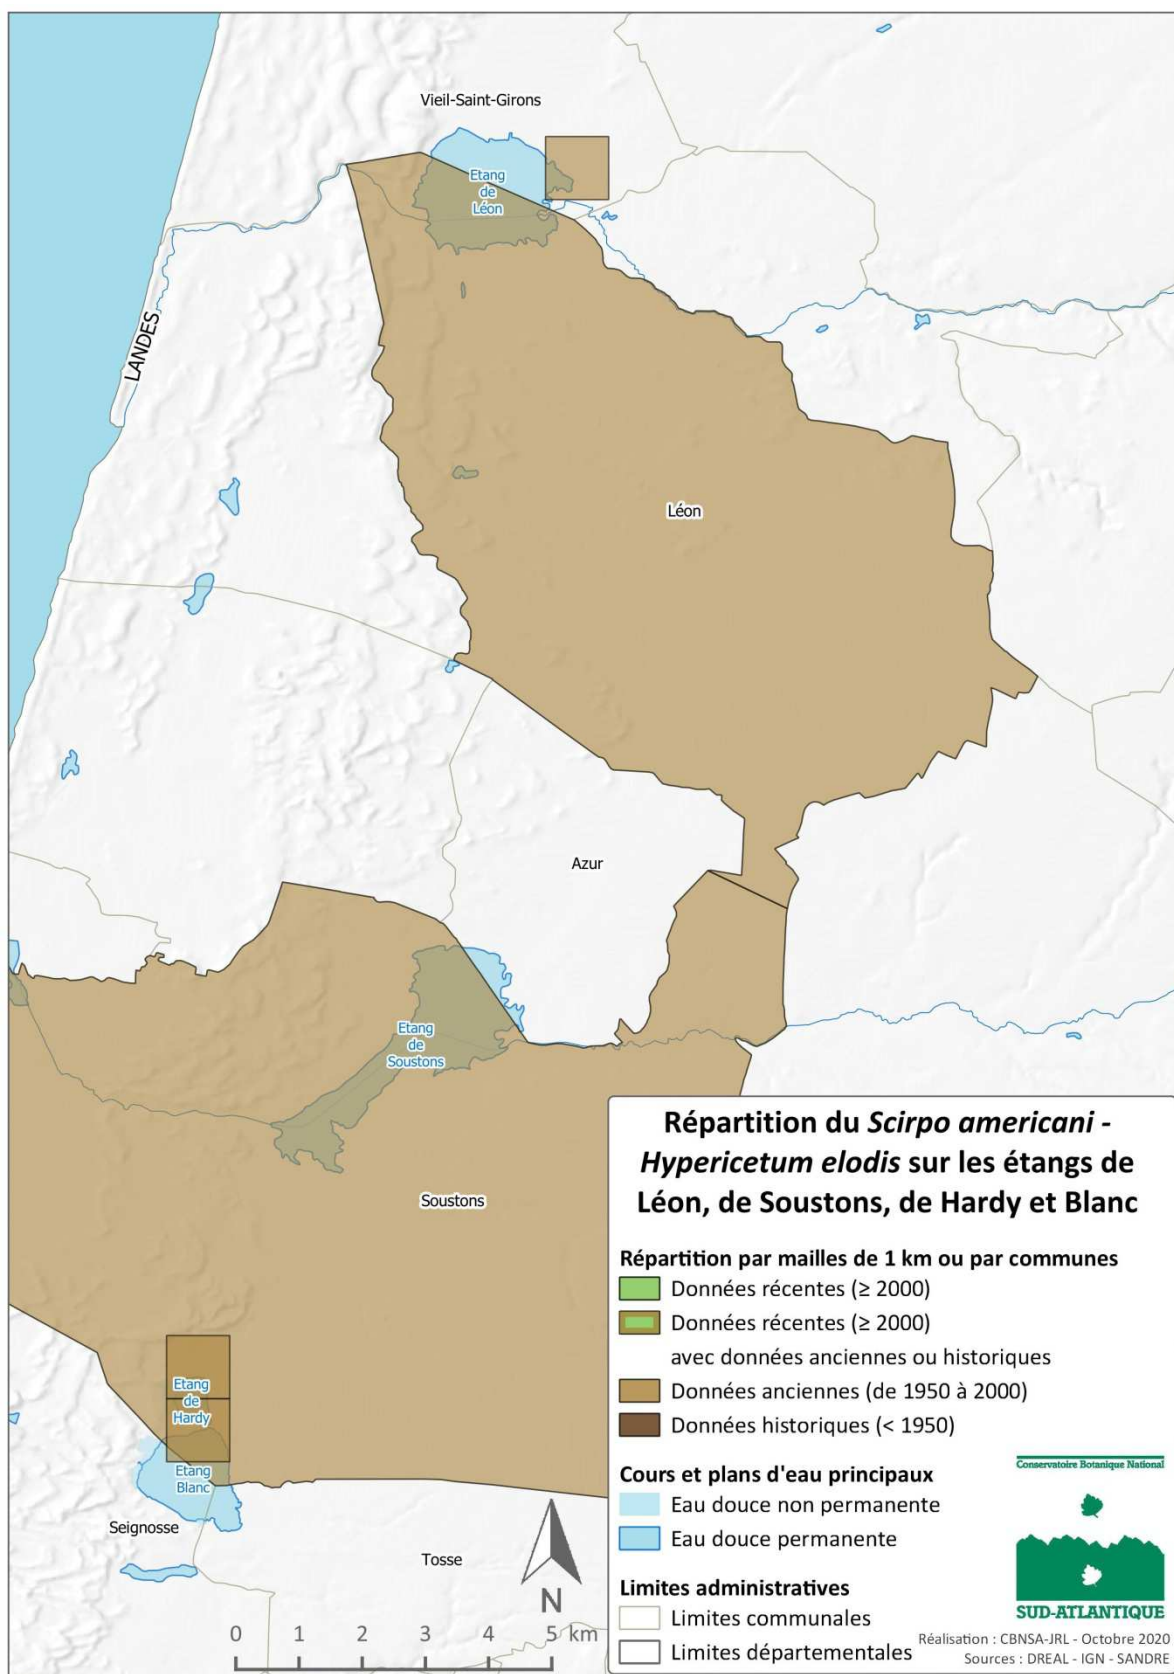 Vieil-Saint-Girons
Etang
de
Léon
LANDES
Léon
Azur
Etang
de
Soustons
Soustons
Etang
de
Hardy
Etang
Blanc
Seignosse
Tosse
N
0 1 2 3 4 5 km
Répartition du Scirpo americani -
Hypericetum elodis sur les étangs de
Léon, de Soustons, de Hardy et Blanc
Répartition par mailles de 1 km ou par communes
Données récentes (≥ 2000)
Données récentes (≥ 2000)
avec données anciennes ou historiques
Données anciennes (de 1950 à 2000)
Données historiques (< 1950)
Cours et plans d'eau principaux
Eau douce non permanente
Eau douce permanente
Limites administratives
Limites communales
Limites départementales
Conservatoire Botanique National
SUD-ATLANTIQUE
Réalisation : CBNSA-JRL - Octobre 2020
Sources : DREAL - IGN - SANDRE